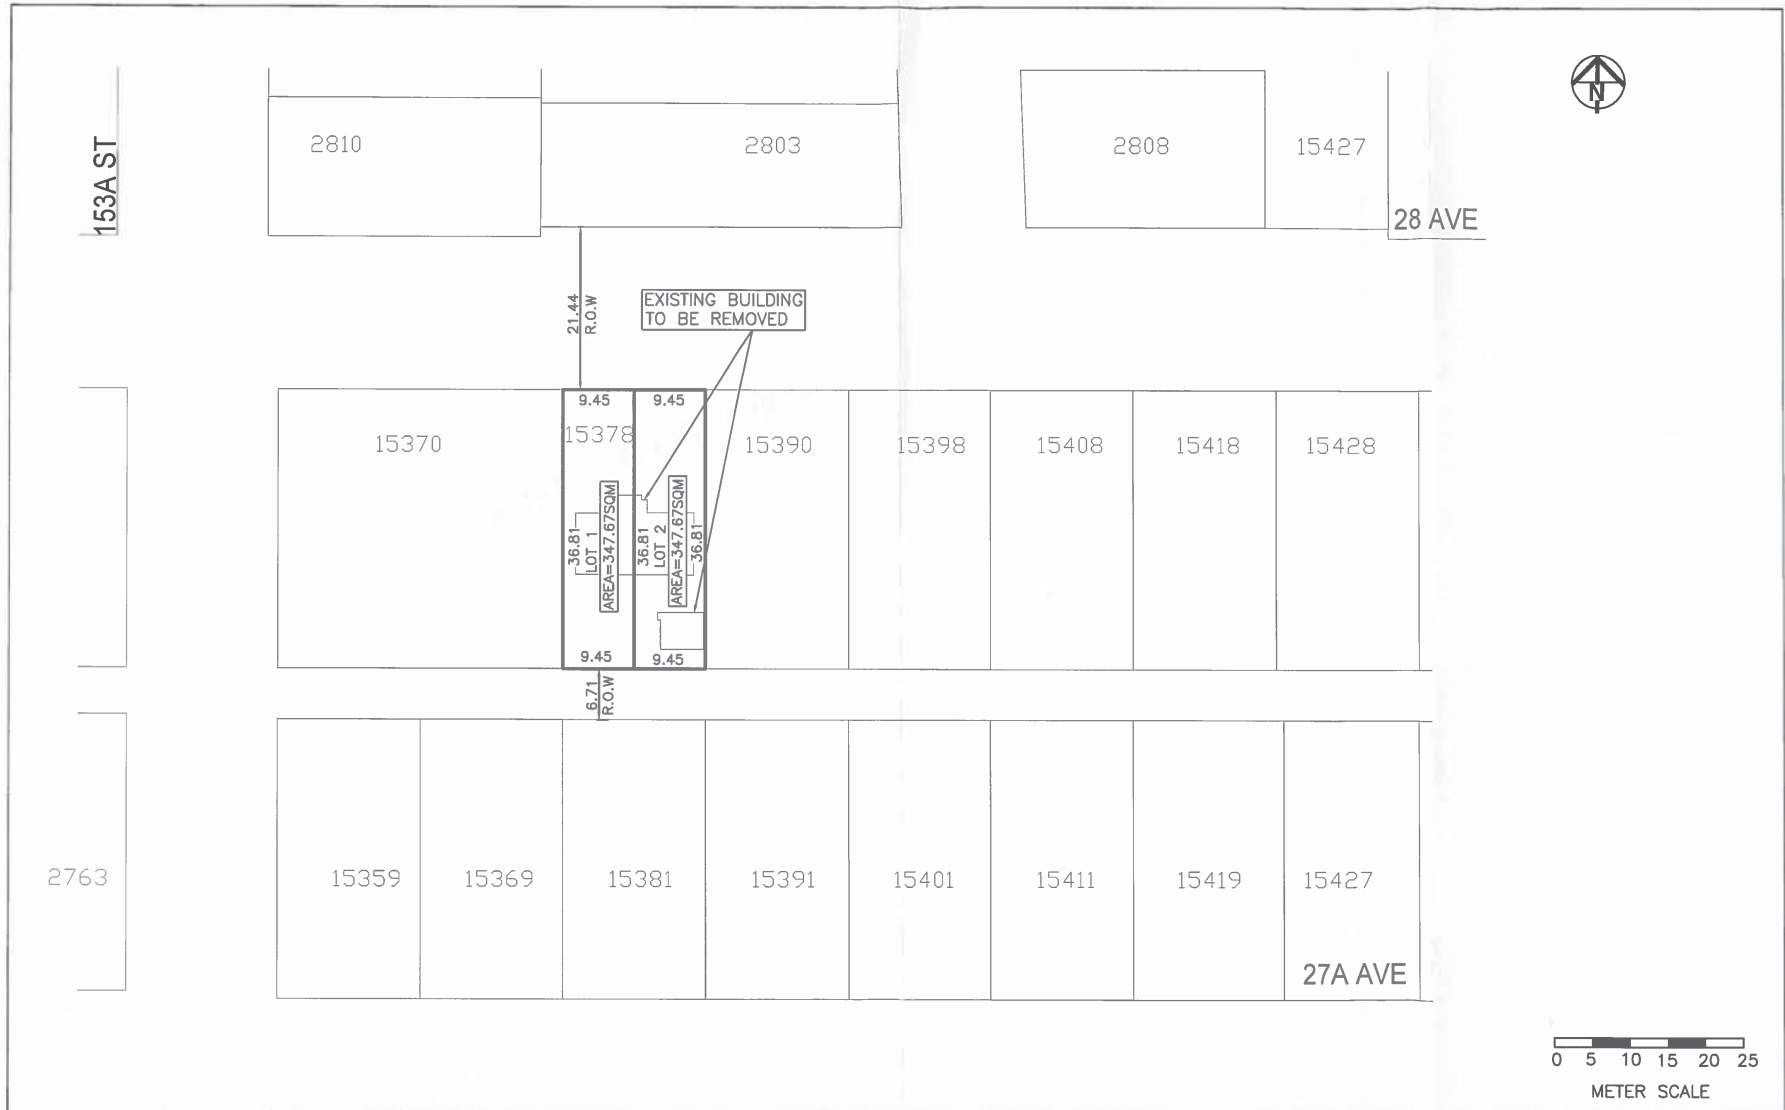 153A ST
2810
2803
2808
15427
N
28 AVE
21.44
R.O.W
EXISTING BUILDING
TO BE REMOVED
9.45
9.45
15370
15378
15390
15398
15408
15418
15428
36.81
LOT 1
AREA=347.67SQM
36.81
LOT 2
AREA=347.67SQM
36.81
9.45
9.45
6.71
R.O.W
2763
15359
15369
15381
15391
15401
15411
15419
15427
27A AVE
0 5 10 15 20 25
METER SCALE